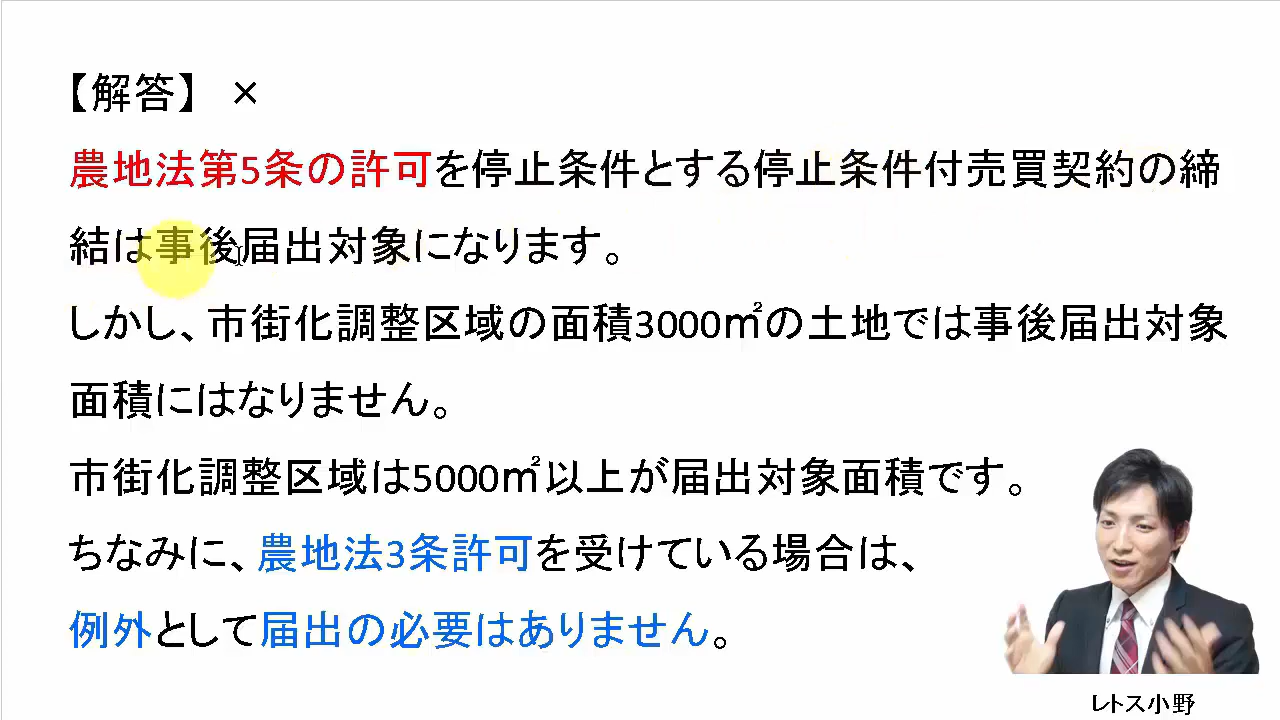 【解答】 ×
農地法第5条の許可を停止条件とする停止条件付売買契約の締
結は事後届出対象になります。
しかし、市街化調整区域の面積3000㎡の土地では事後届出対象
面積にはなりません。
市街化調整区域は5000㎡以上が届出対象面積です。
ちなみに、農地法3条許可を受けている場合は、
例外として届出の必要はありません。
レトス小野